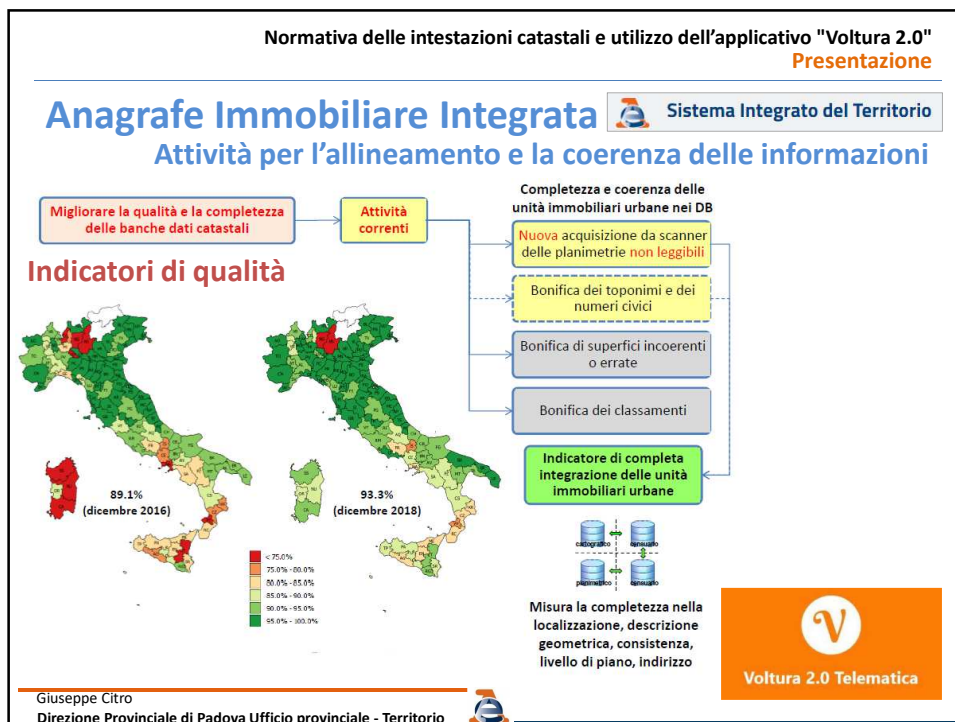 Normativa delle intestazioni catastali e utilizzo dell'applicativo "Voltura 2.0"
Presentazione
Anagrafe Immobiliare Integrata
Sistema Integrato del Territorio
Attività per l'allineamento e la coerenza delle informazioni
Migliorare la qualità e la completezza
delle banche dati catastali
Attività
correnti
Completezza e coerenza delle
unità immobiliari urbane nei DB
Nuova acquisizione da scanner
delle planimetrie non leggibili
Bonifica dei toponimi e dei
numeri civici
Bonifica di superfici incoerenti
o errate
Bonifica dei classamenti
Indicatore di completa
integrazione delle unità
immobiliari urbane
Indicatori di qualità
89.1%
(dicembre 2016)
93.3%
(dicembre 2018)
< 75.0%
75.0% - 80.0%
80.0% - 85.0%
85.0% - 90.0%
90.0% - 95.0%
95.0% - 100.0%
cartografico
censuario
planimetrico
censuario
Misura la completezza nella
localizzazione, descrizione
geometrica, consistenza,
livello di piano, indirizzo
V
Voltura 2.0 Telematica
Giuseppe Citro
Direzione Provinciale di Padova Ufficio provinciale - Territorio